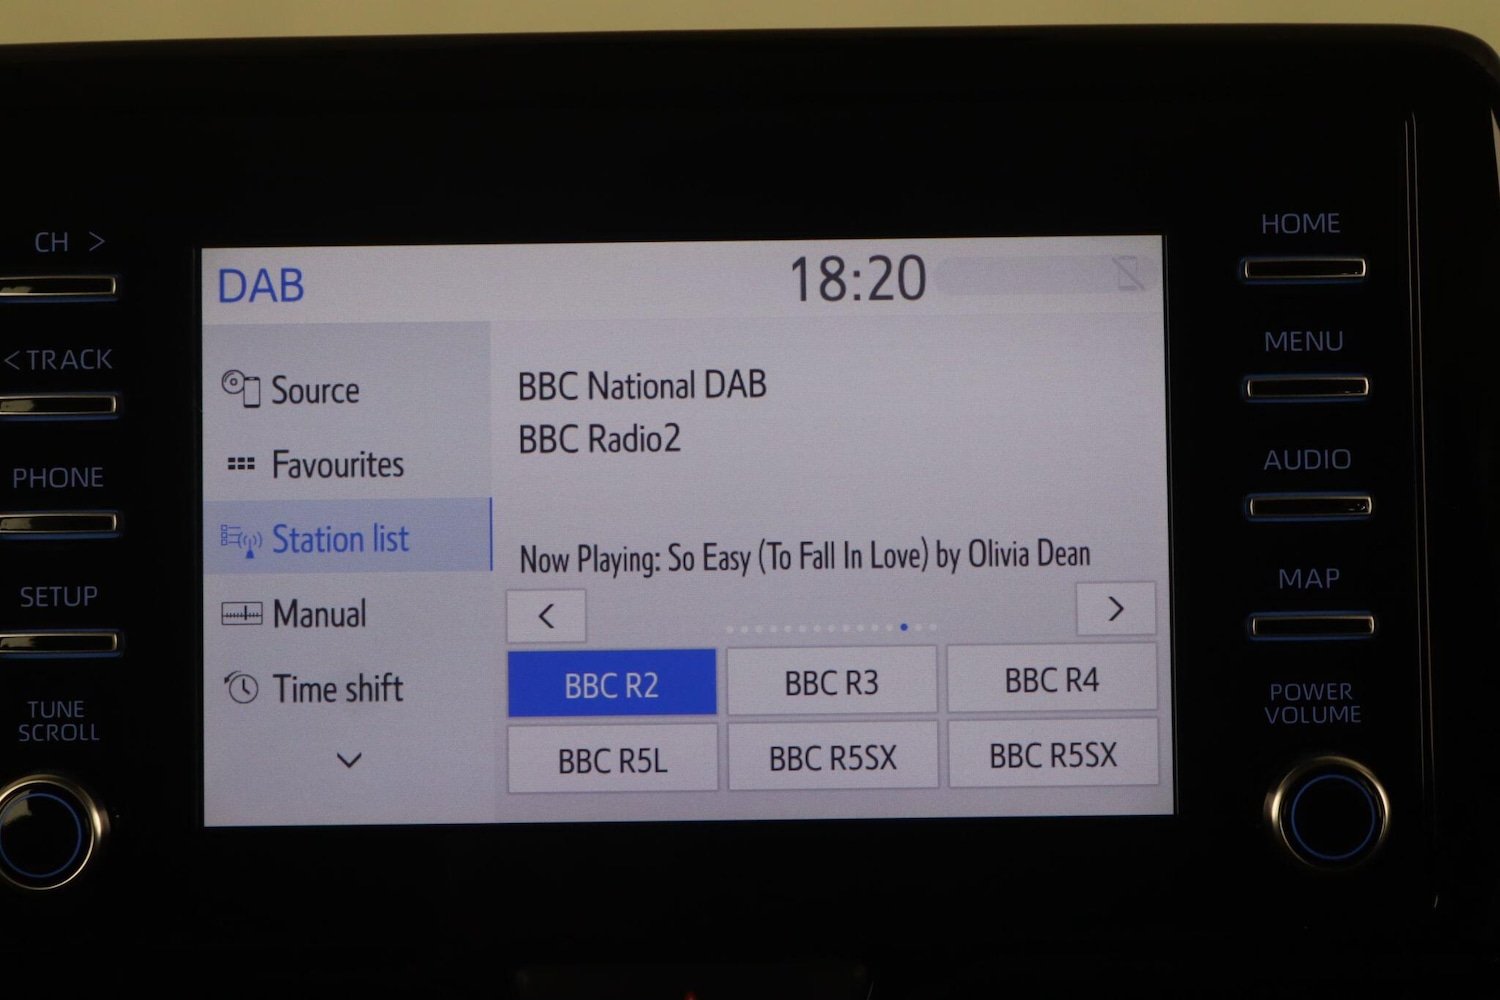 CH >
< TRACK
PHONE
SETUP
TUNE
SCROLL
DAB
18:20
Source
Favourites
Station list
Manual
Time shift
BBC National DAB
BBC Radio2
Now Playing: So Easy (To Fall In Love) by Olivia Dean
< >
BBC R2 BBC R3 BBC R4
BBC R5L BBC R5SX BBC R5SX
HOME
MENU
AUDIO
MAP
POWER
VOLUME